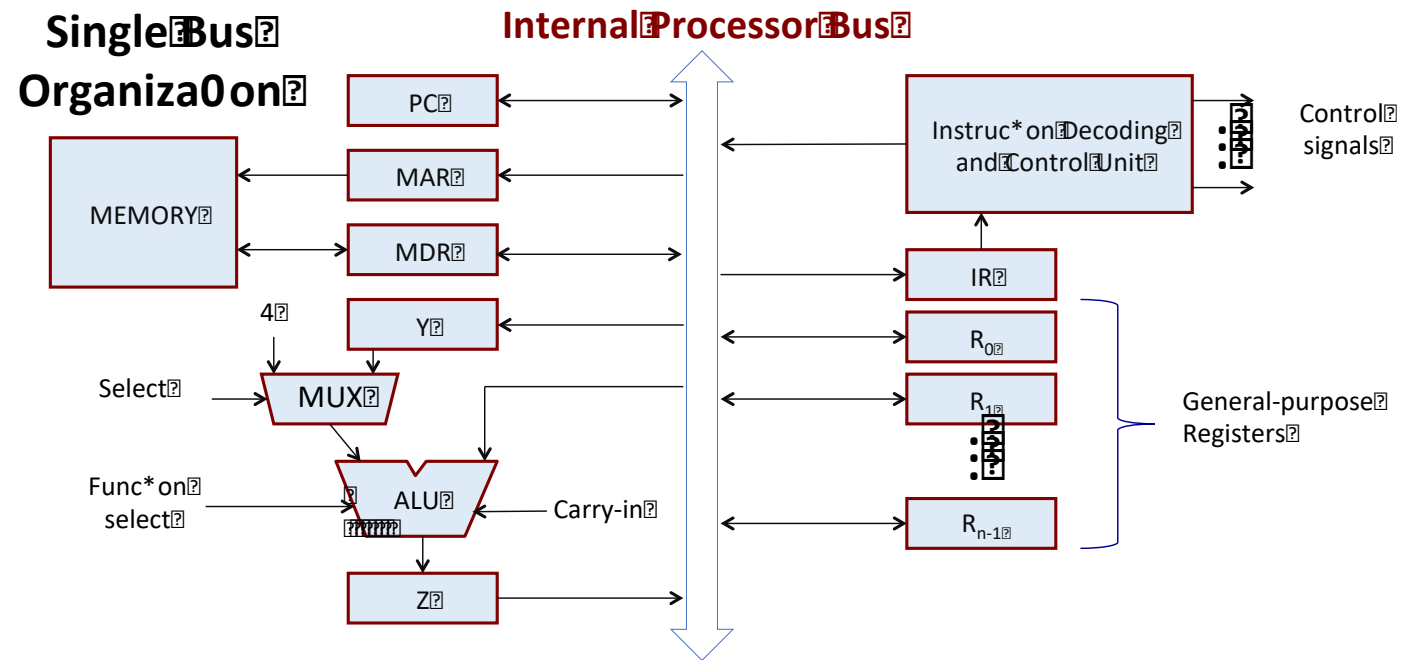 Single⍰Bus⍰
Organiza0on⍰
Internal⍰Processor⍰Bus⍰
PC⍰
MAR⍰
MEMORY⍰
MDR⍰
4⍰
Y⍰
Select⍰
MUX⍰
Func*on⍰
select⍰
⍰
ALU⍰
⍰⍰⍰⍰⍰⍰⍰
Carry-in⍰
Z⍰
Instruc*on⍰Decoding⍰
and⍰Control⍰Unit⍰
Control⍰
signals⍰
IR⍰
R0⍰
R1⍰
General-purpose⍰
Registers⍰
Rn-1⍰